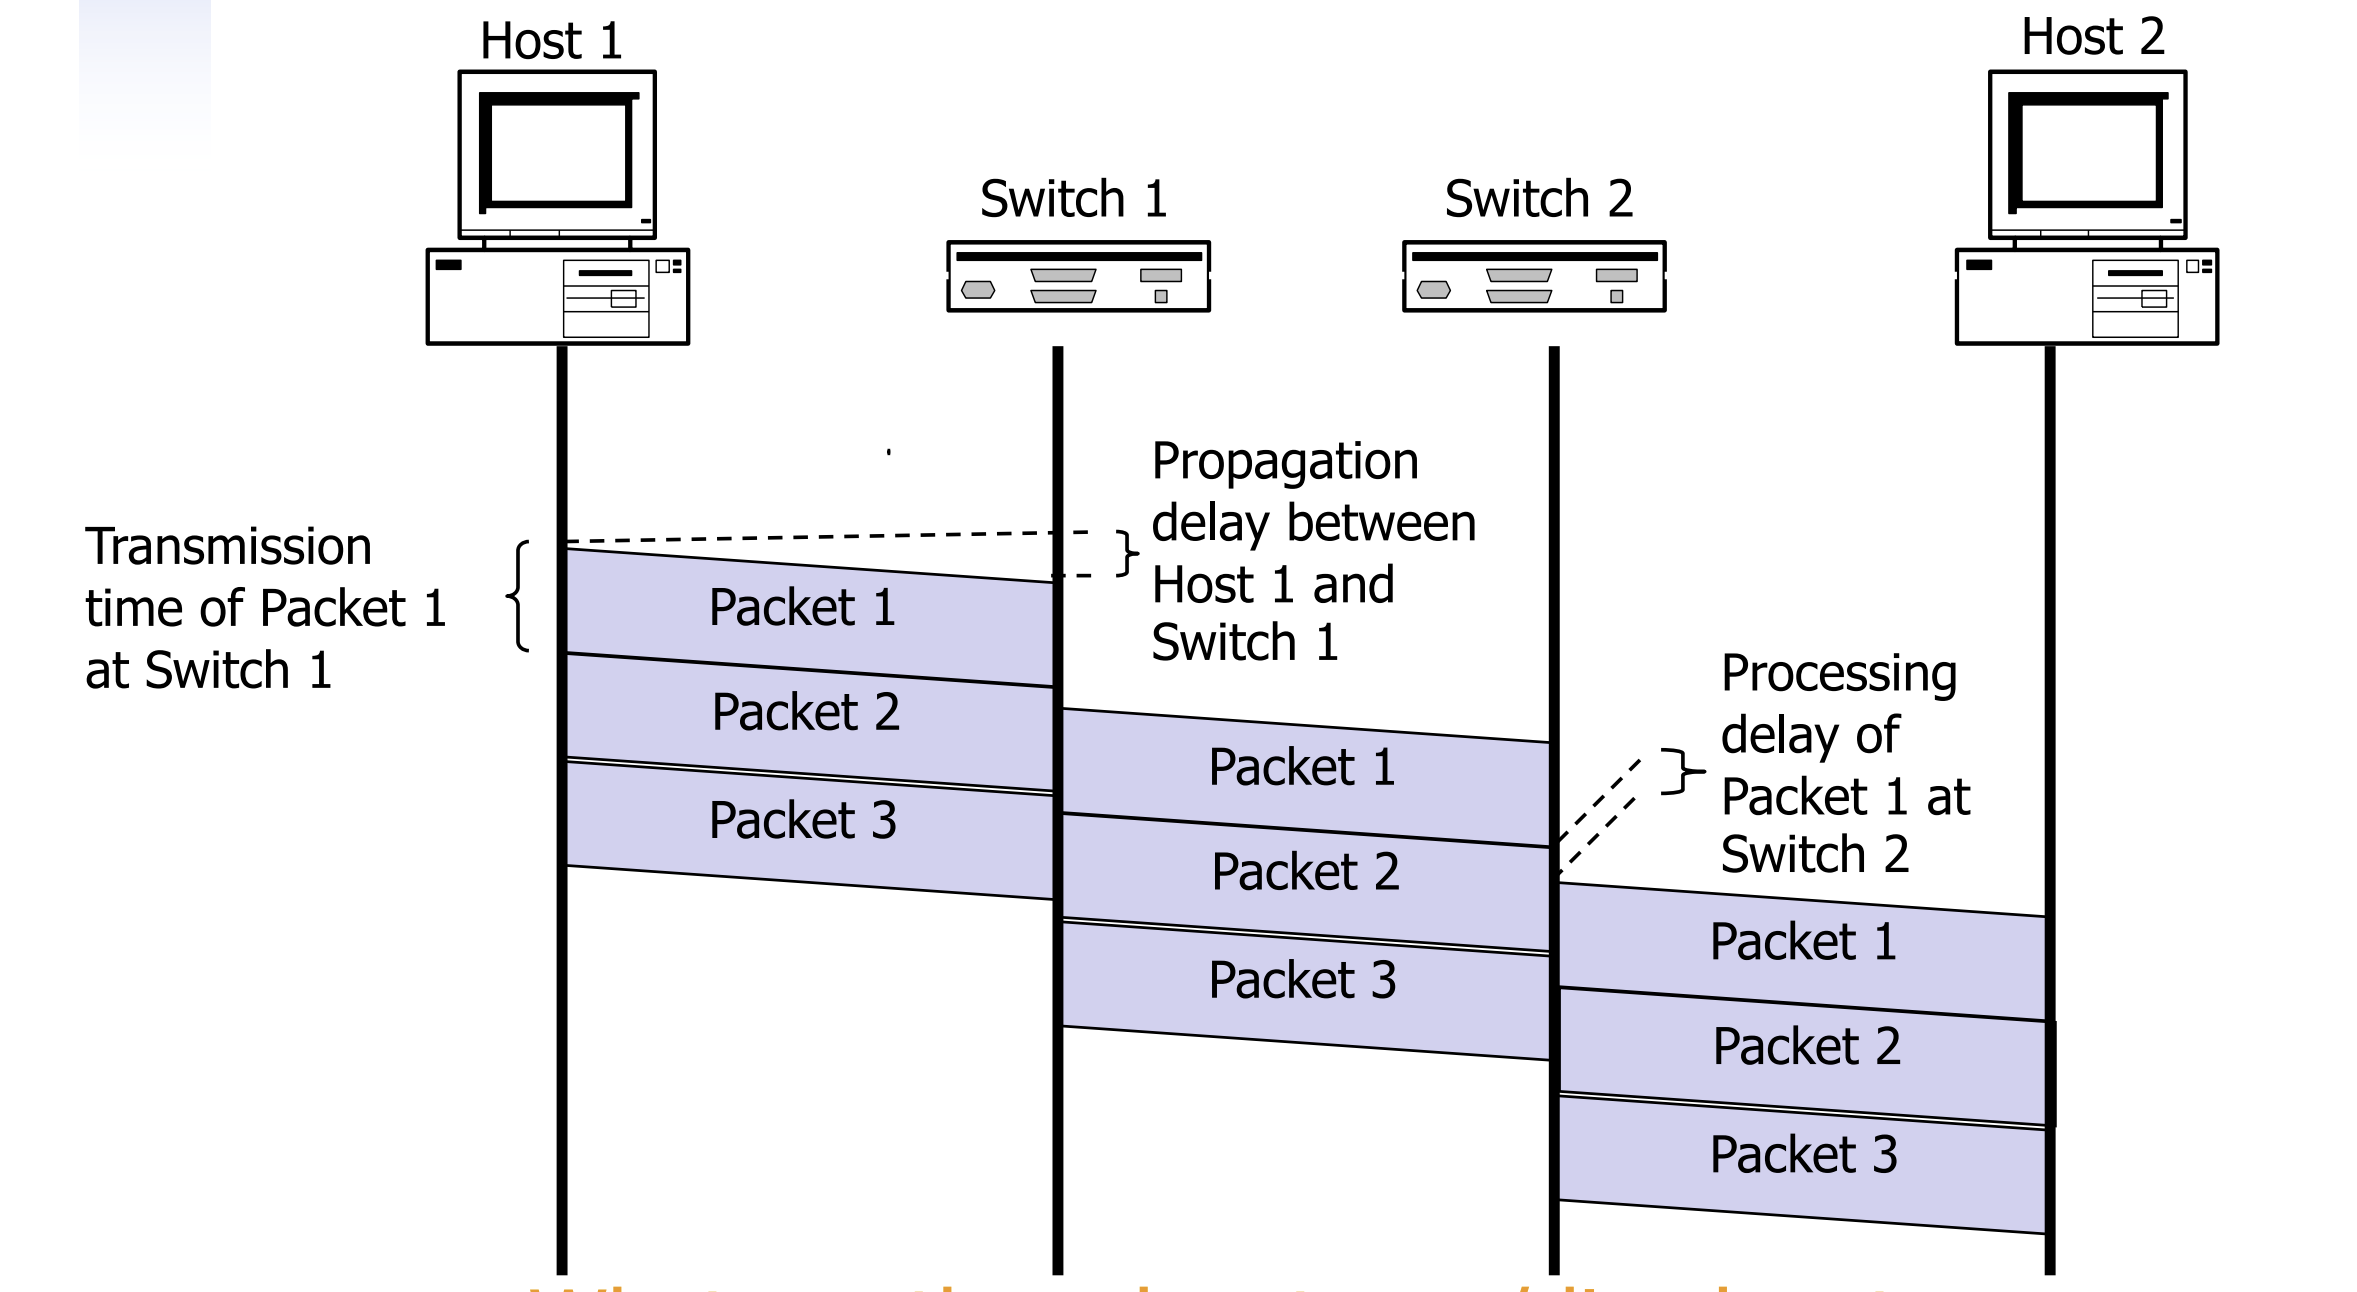 Host 1
Host 2
Switch 1
Switch 2
Propagation
delay between
Host 1 and
Switch 1
Transmission
time of Packet 1
at Switch 1
Processing
delay of
Packet 1 at
Switch 2
Packet 1
Packet 2
Packet 3
Packet 1
Packet 2
Packet 3
Packet 1
Packet 2
Packet 3